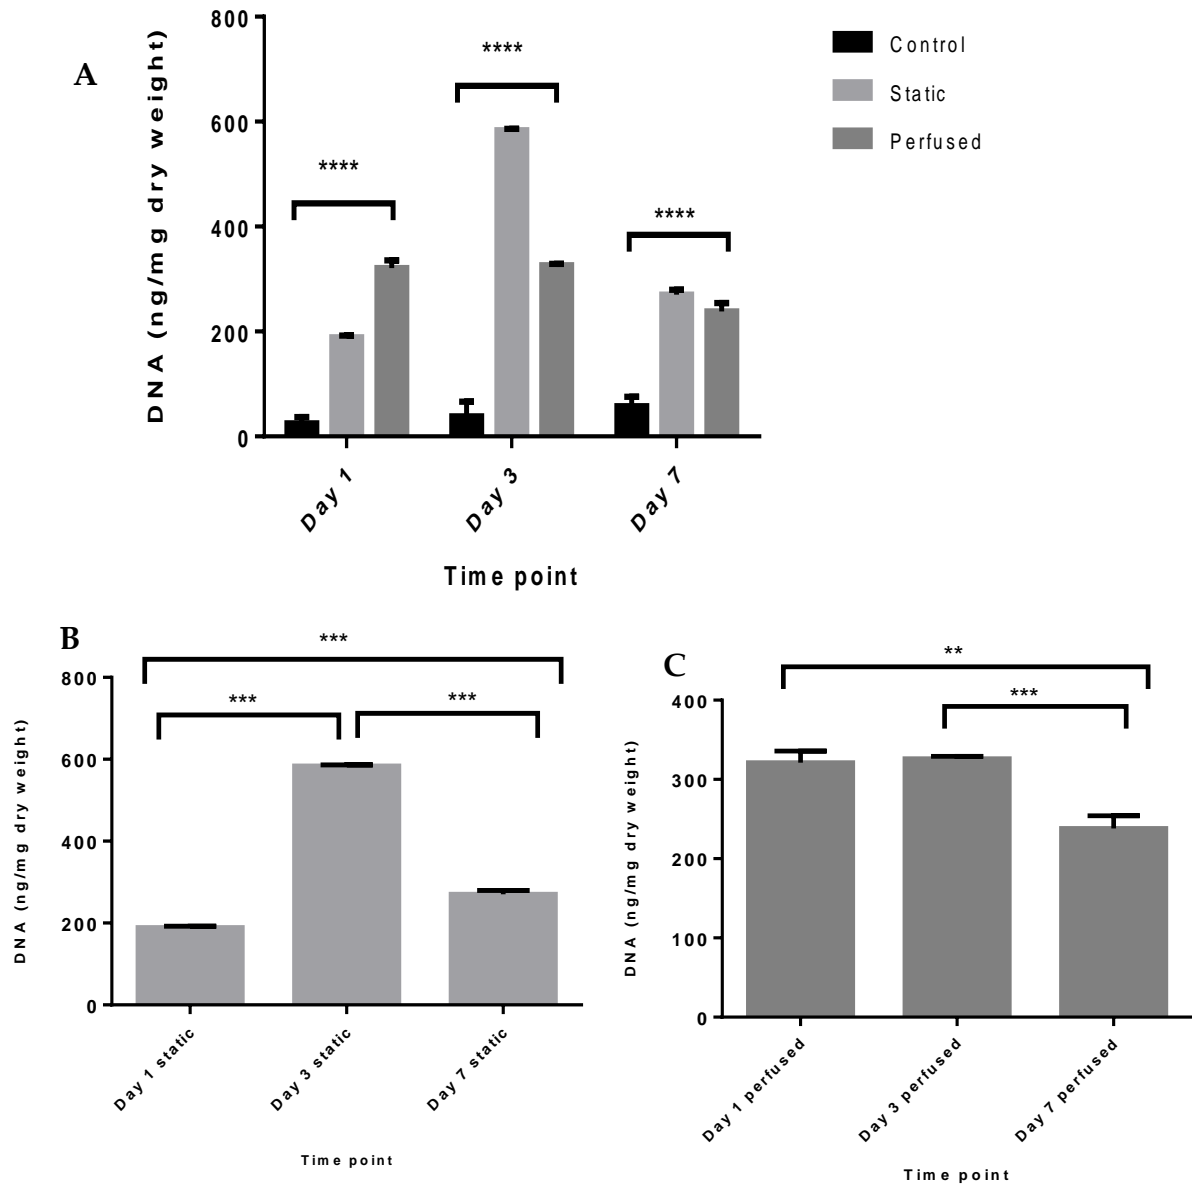 A
DNA (ng/mg dry weight)
800
600
400
200
0
****
****
****
Control
Static
Perfused
Day 1
Day 3
Day 7
Time point
B
DNA (ng/mg dry weight)
800
600
400
200
0
***
***
***
Day 1 static
Day 3 static
Day 7 static
Time point
C
DNA (ng/mg dry weight)
400
300
200
100
0
**
***
Day 1 perfused
Day 3 perfused
Day 7 perfused
Time point